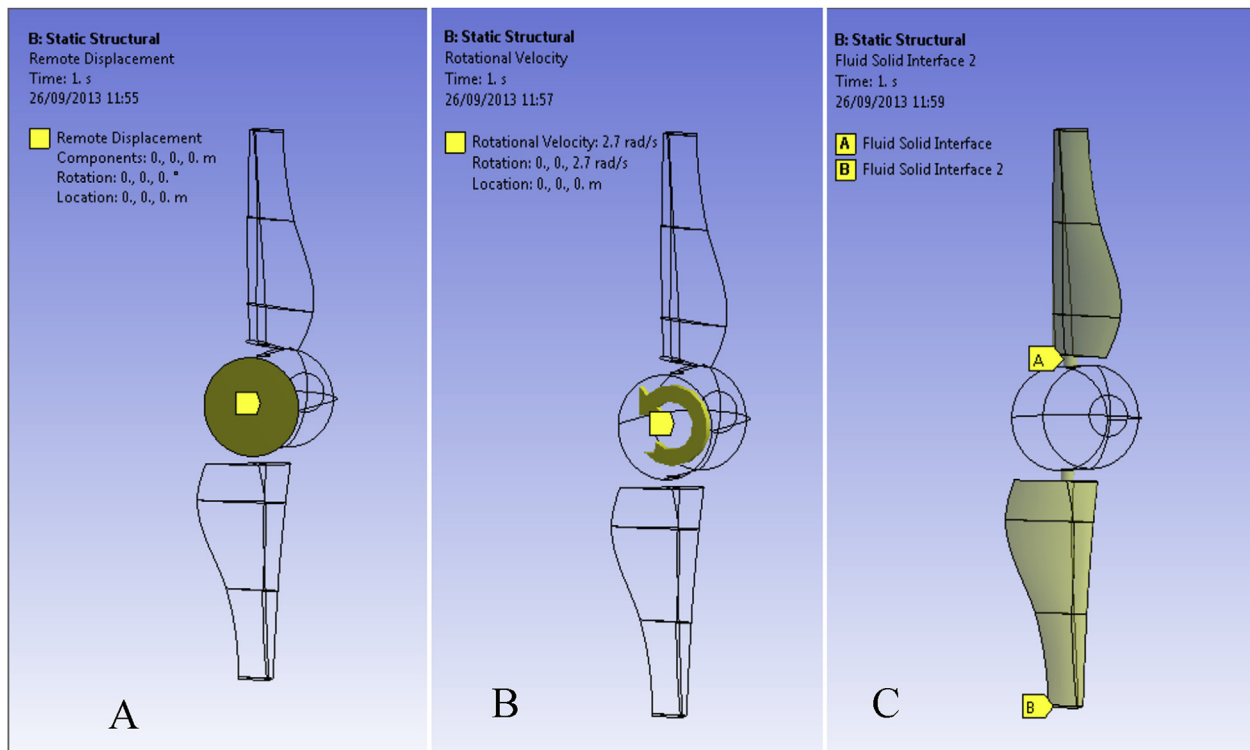 B: Static Structural
Remote Displacement
Time: 1. s
26/09/2013 11:55
Remote Displacement
Components: 0., 0., 0. m
Rotation: 0., 0., 0. °
Location: 0., 0., 0. m
A
B: Static Structural
Rotational Velocity
Time: 1. s
26/09/2013 11:57
Rotational Velocity: 2.7 rad/s
Rotation: 0., 0., 2.7 rad/s
Location: 0., 0., 0. m
B
B: Static Structural
Fluid Solid Interface 2
Time: 1. s
26/09/2013 11:59
A Fluid Solid Interface
B Fluid Solid Interface 2
A
B
C